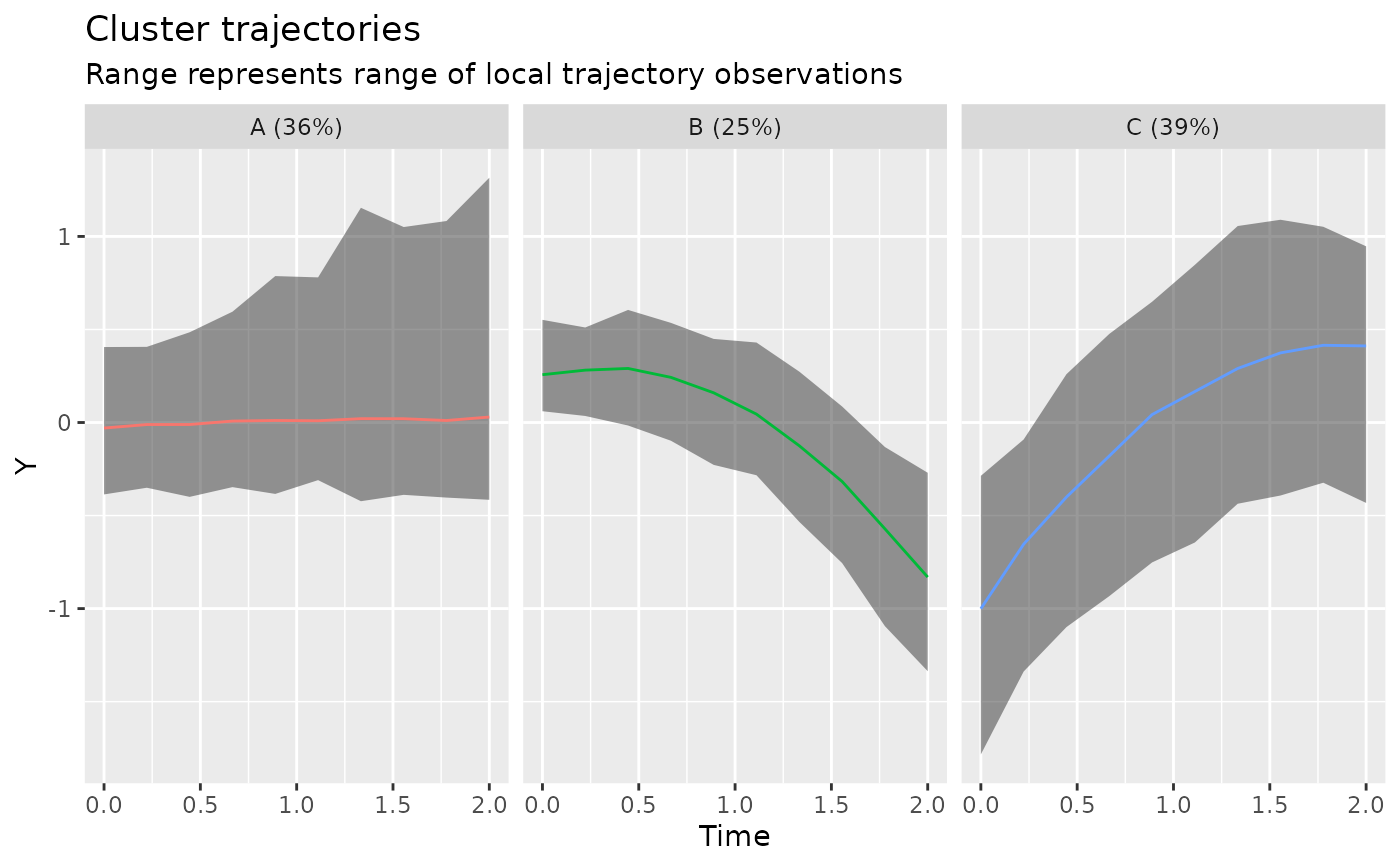 Cluster trajectories
Range represents range of local trajectory observations
A (36%) B (25%) C (39%)
1
0
-1
Y
0.0 0.5 1.0 1.5 2.0 0.0 0.5 1.0 1.5 2.0 0.0 0.5 1.0 1.5 2.0
Time